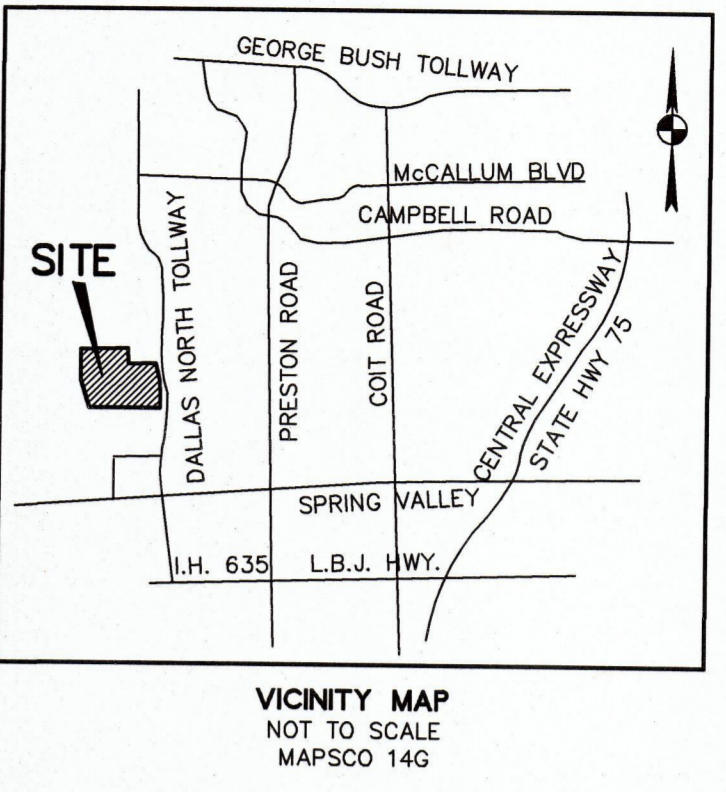 GEORGE BUSH TOLLWAY
McCALLUM BLVD
CAMPBELL ROAD
SITE
DALLAS NORTH TOLLWAY
PRESTON ROAD
COIT ROAD
CENTRAL EXPRESSWAY
STATE HWY 75
SPRING VALLEY
I.H. 635 L.B.J. HWY.
VICINITY MAP
NOT TO SCALE
MAPSCO 14G